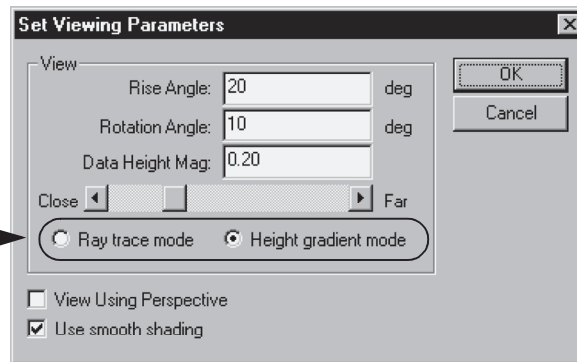 Set Viewing Parameters
View
Rise Angle: 20 deg
Rotation Angle: 10 deg
Data Height Mag: 0.20
Close Far
Ray trace mode Height gradient mode
View Using Perspective
Use smooth shading
OK
Cancel